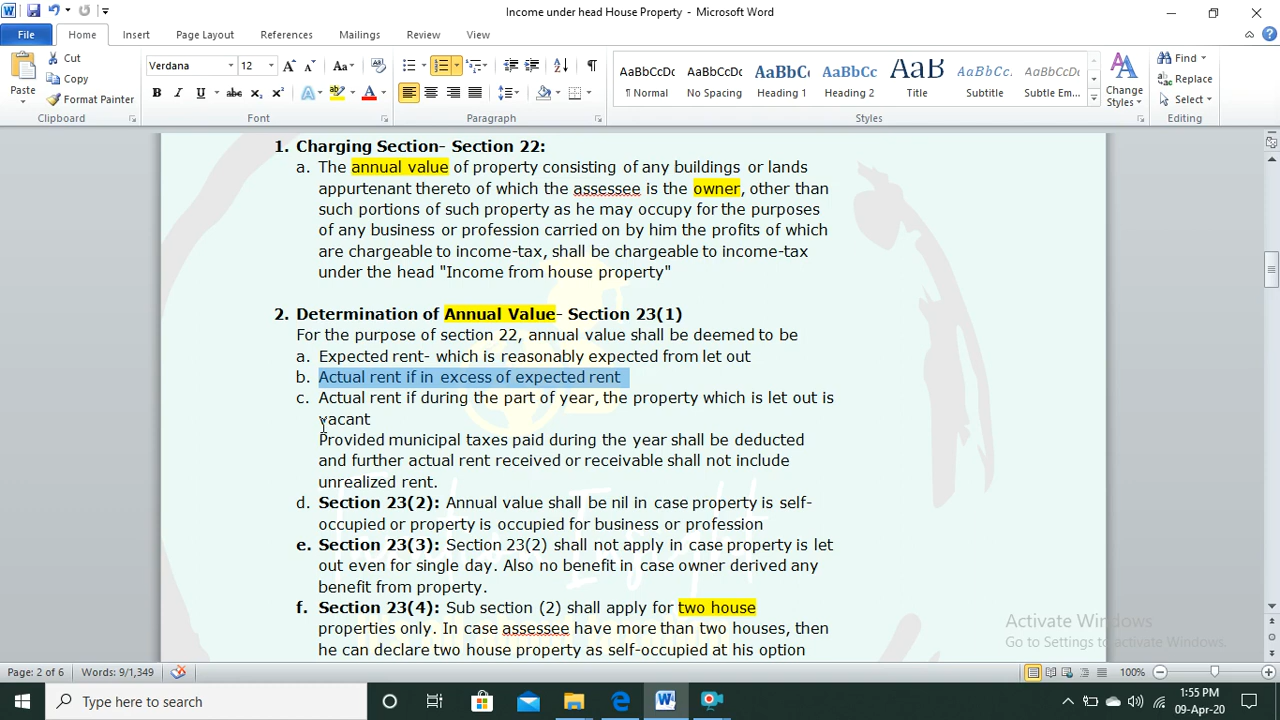 Income under head House Property - Microsoft Word
File Home Insert Page Layout References Mailings Review View
Paste
Cut
Copy
Format Painter
Clipboard
Verdana 12
Font
Paragraph
AaBbCcDc AaBbCcDc AaBbCc AaBbCc AaB AaBbCcDc AaBbCcDc
¶ Normal No Spacing Heading 1 Heading 2 Title Subtitle Subtle Em...
Change Styles
Styles
Find
Replace
Select
Editing
1. Charging Section- Section 22:
a. The annual value of property consisting of any buildings or lands
appurtenant thereto of which the assessee is the owner, other than
such portions of such property as he may occupy for the purposes
of any business or profession carried on by him the profits of which
are chargeable to income-tax, shall be chargeable to income-tax
under the head "Income from house property"
2. Determination of Annual Value- Section 23(1)
For the purpose of section 22, annual value shall be deemed to be
a. Expected rent- which is reasonably expected from let out
b. Actual rent if in excess of expected rent
c. Actual rent if during the part of year, the property which is let out is
vacant
Provided municipal taxes paid during the year shall be deducted
and further actual rent received or receivable shall not include
unrealized rent.
d. Section 23(2): Annual value shall be nil in case property is self-
occupied or property is occupied for business or profession
e. Section 23(3): Section 23(2) shall not apply in case property is let
out even for single day. Also no benefit in case owner derived any
benefit from property.
f. Section 23(4): Sub section (2) shall apply for two house
properties only. In case assessee have more than two houses, then
he can declare two house property as self-occupied at his option
Activate Windows
Go to Settings to activate Windows.
Page: 2 of 6 Words: 9/1,349 100%
Type here to search
1:55 PM
09-Apr-20